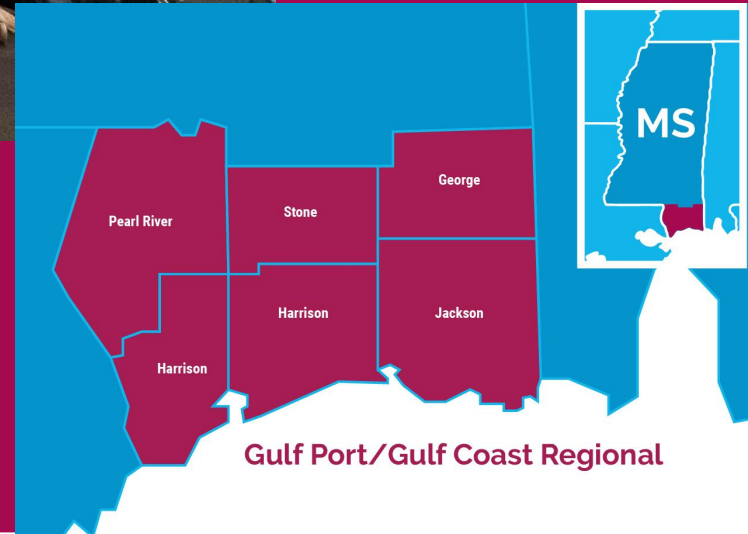 MS
George
Stone
Pearl River
Harrison
Jackson
Harrison
Gulf Port/Gulf Coast Regional